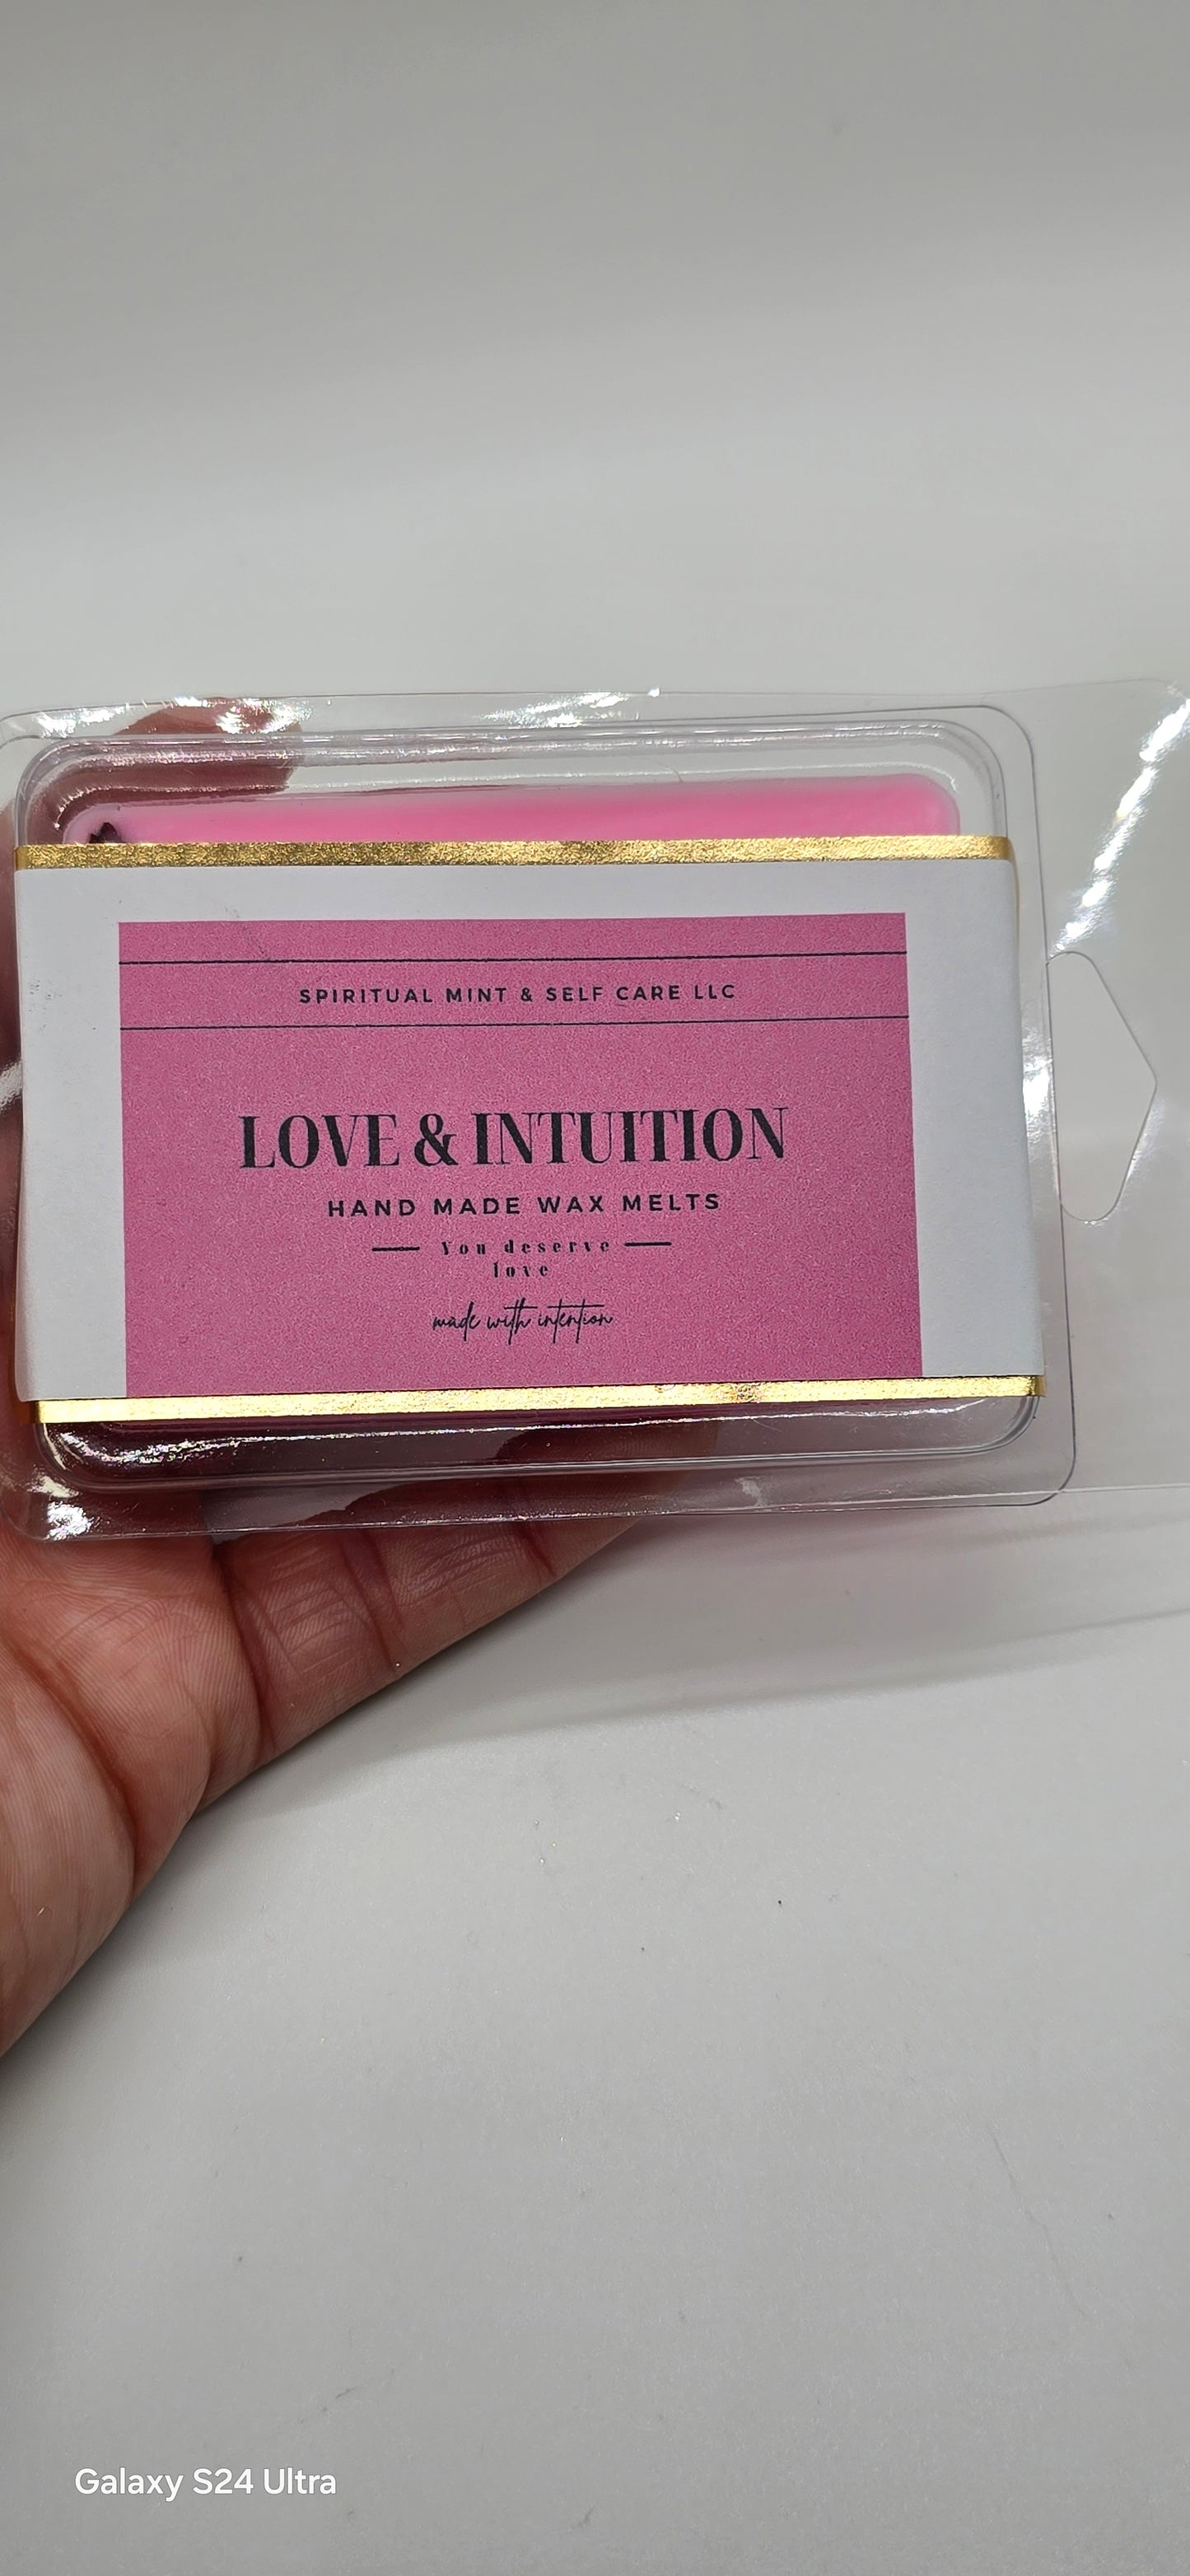 SPIRITUAL MINT & SELF CARE LLC
LOVE & INTUITION
HAND MADE WAX MELTS
You deserve
love
made with intention
Galaxy S24 Ultra